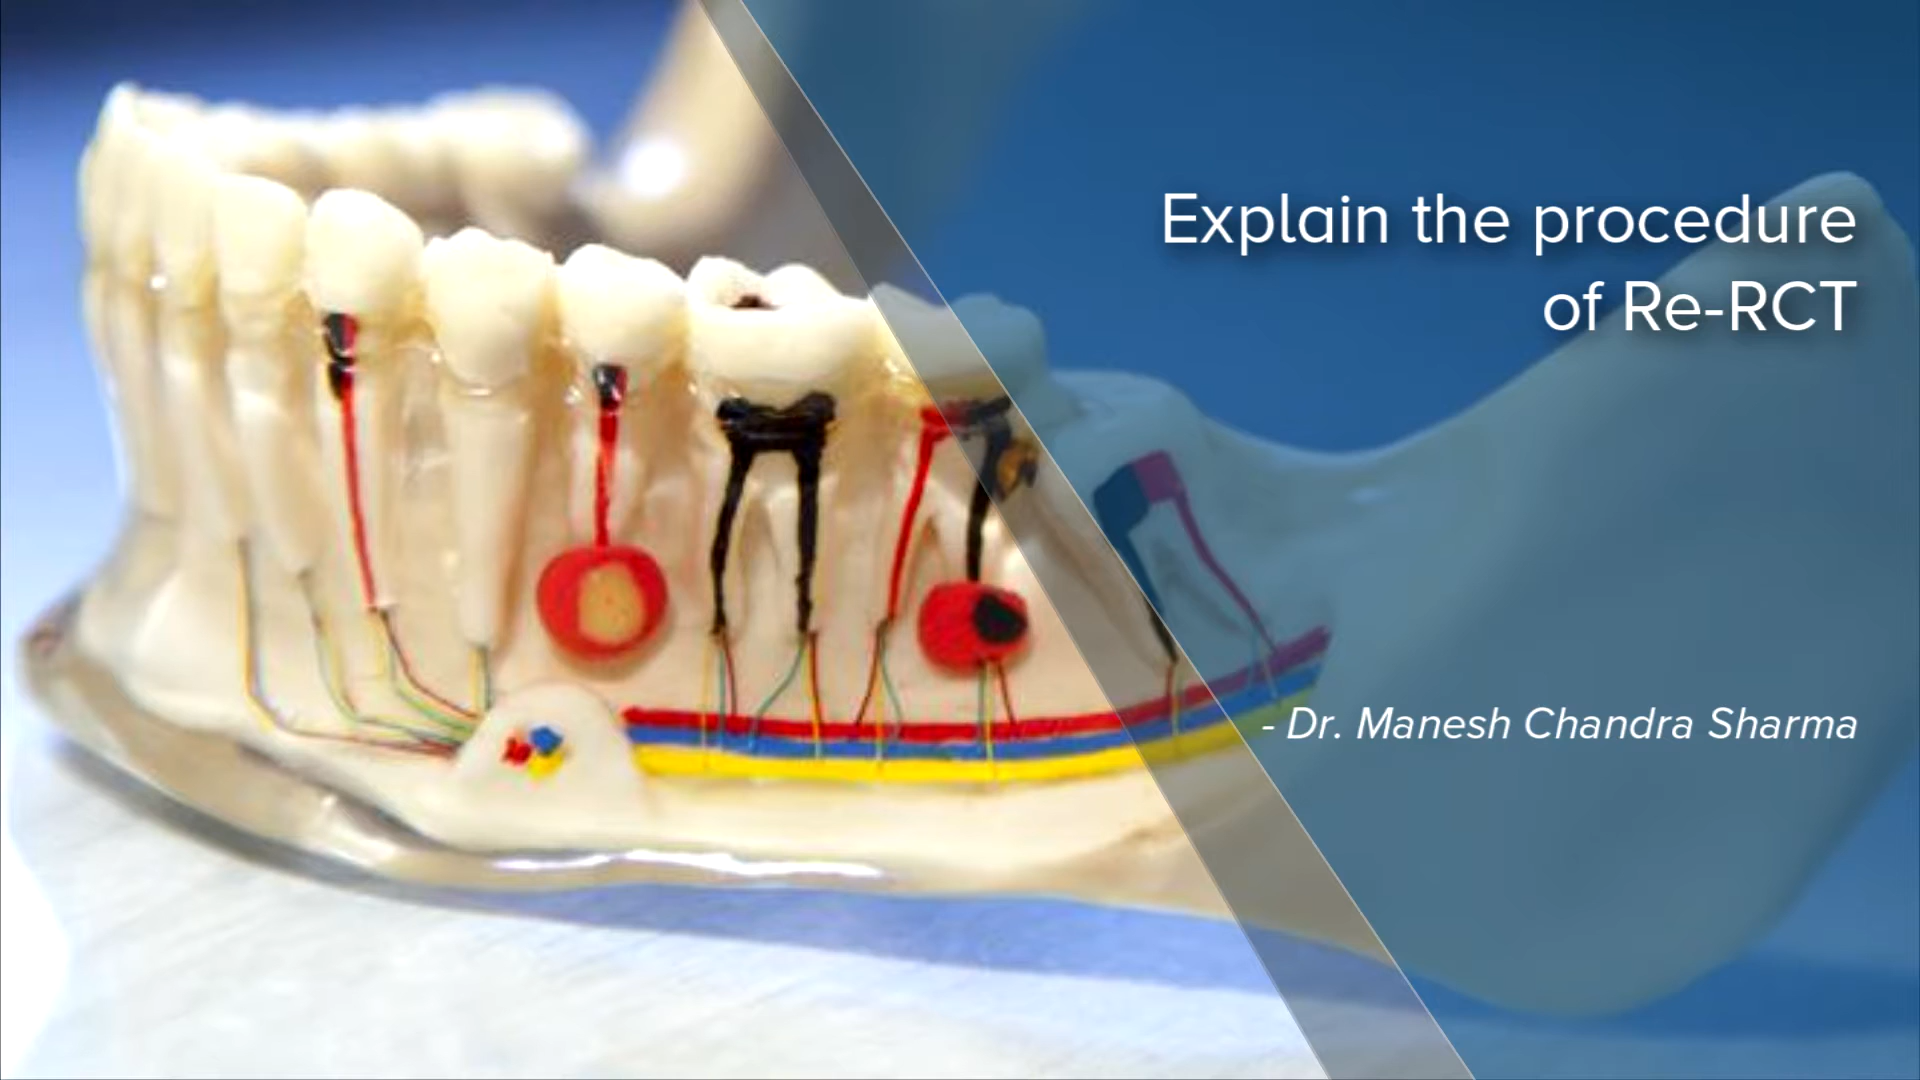 Explain the procedure
of Re-RCT
- Dr. Manesh Chandra Sharma